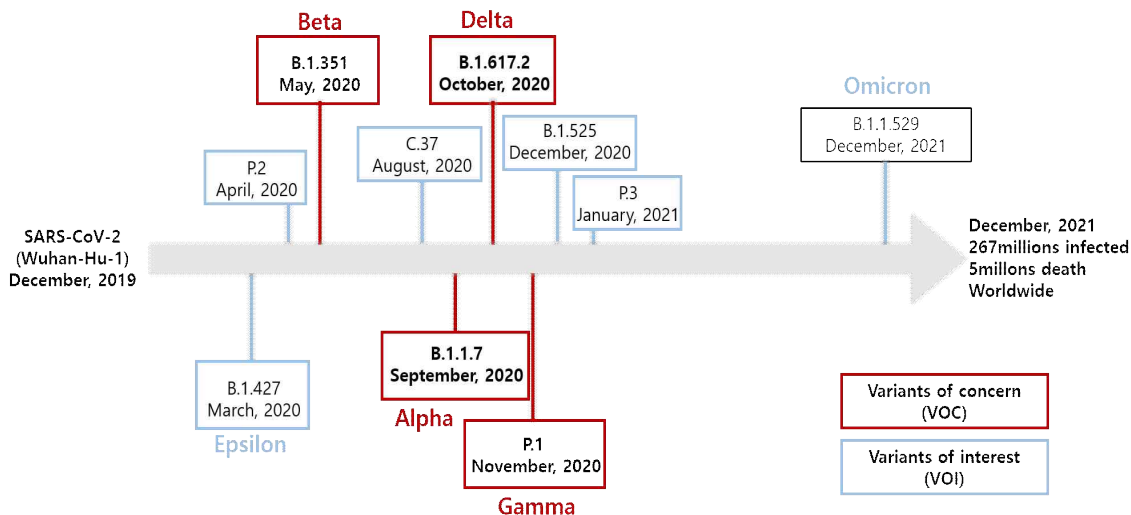 Beta
B.1.351
May, 2020
Delta
B.1.617.2
October, 2020
Omicron
B.1.1.529
December, 2021
P.2
April, 2020
C.37
August, 2020
B.1.525
December, 2020
P.3
January, 2021
SARS-CoV-2
(Wuhan-Hu-1)
December, 2019
December, 2021
267millions infected
5millons death
Worldwide
B.1.427
March, 2020
Epsilon
B.1.1.7
September, 2020
Alpha
P.1
November, 2020
Gamma
Variants of concern
(VOC)
Variants of interest
(VOI)